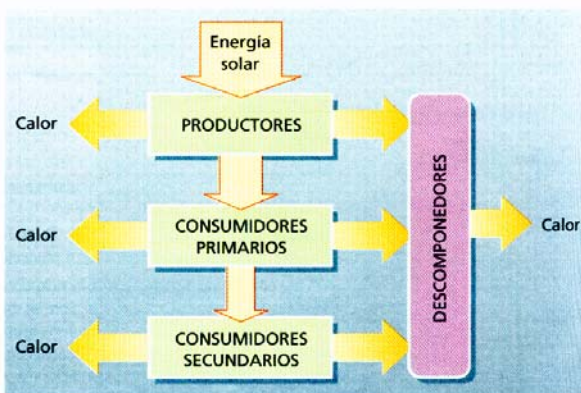 Energía
solar
Calor
PRODUCTORES
Calor
CONSUMIDORES
PRIMARIOS
Calor
CONSUMIDORES
SECUNDARIOS
DESCOMPONEDORES
Calor